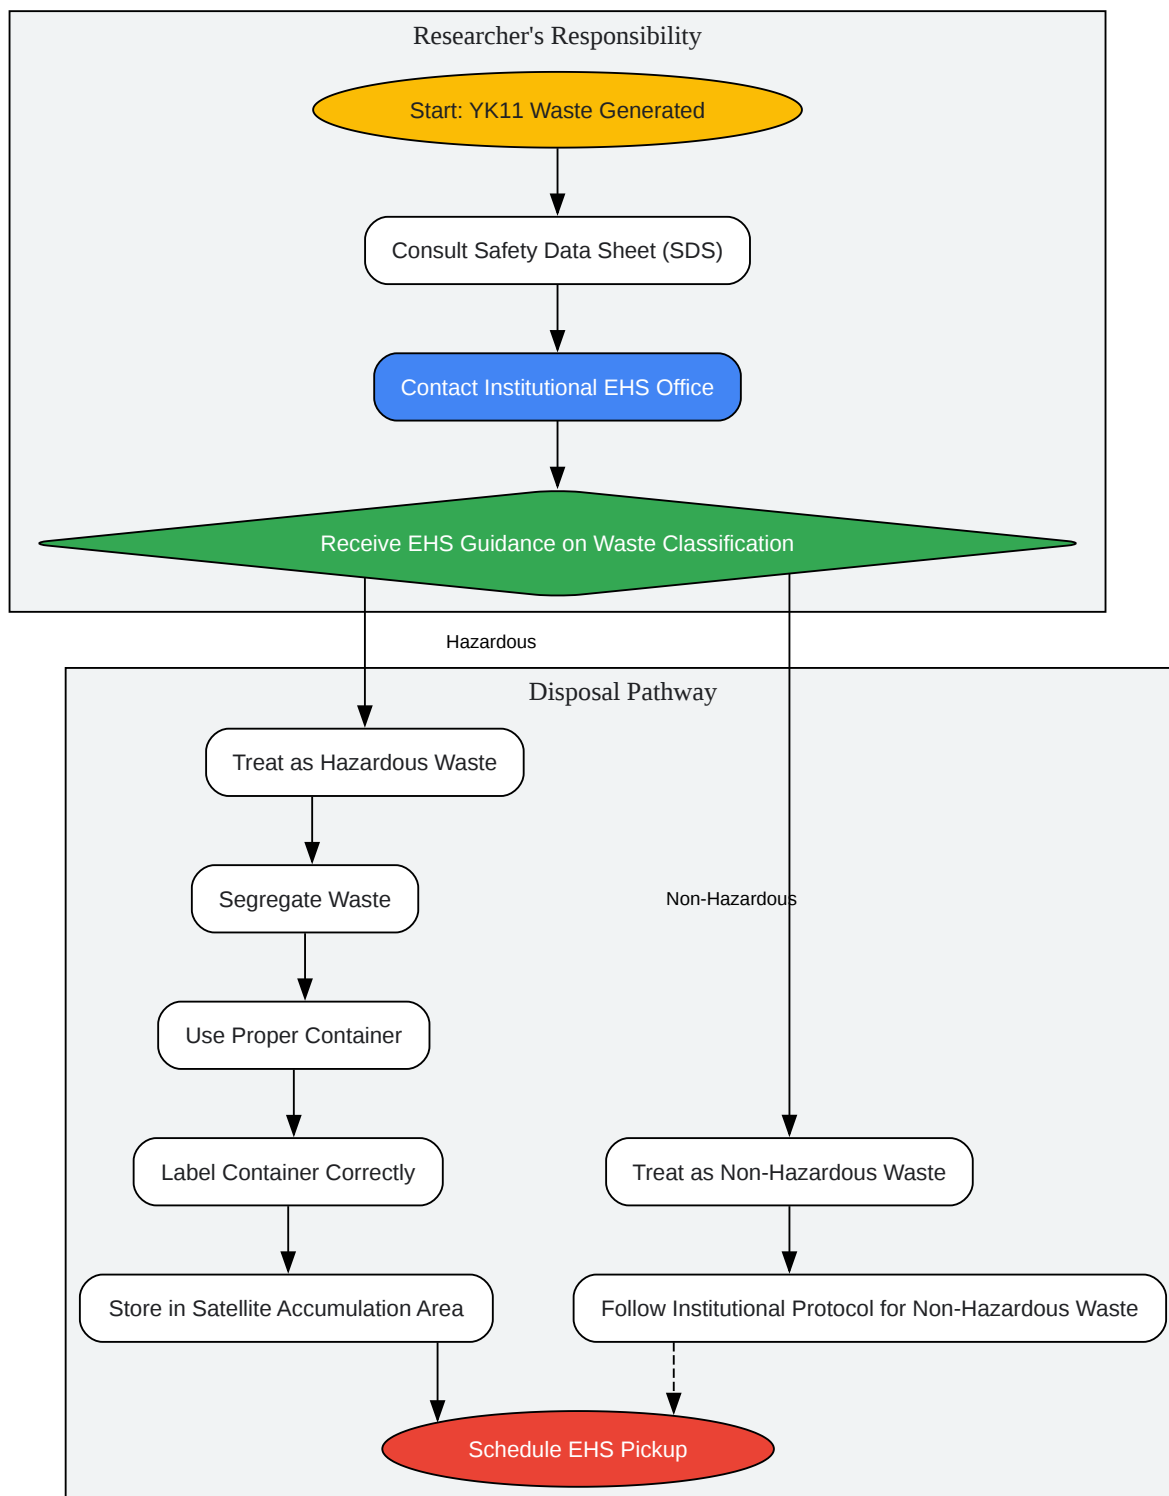 Researcher's Responsibility
Start: YK11 Waste Generated
Consult Safety Data Sheet (SDS)
Contact Institutional EHS Office
Receive EHS Guidance on Waste Classification
Hazardous
Disposal Pathway
Treat as Hazardous Waste
Segregate Waste
Non-Hazardous
Use Proper Container
Label Container Correctly
Treat as Non-Hazardous Waste
Store in Satellite Accumulation Area
Follow Institutional Protocol for Non-Hazardous Waste
Schedule EHS Pickup